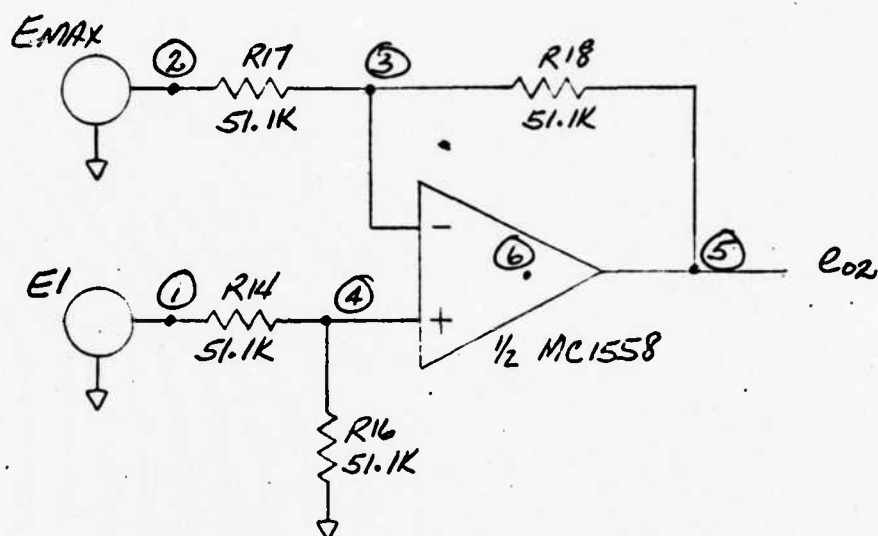 EMAX
②
R17
51.1K
③
R18
51.1K
−
⑥
⑤
eo2
E1
①
R14
51.1K
④
+
1/2 MC1558
R16
51.1K